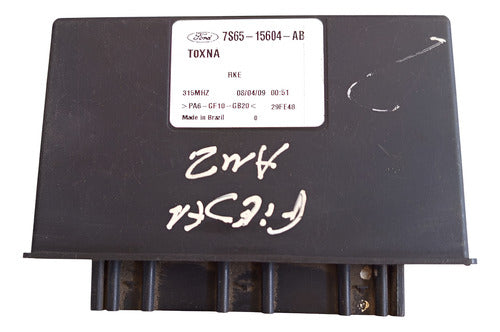 Ford 7S65-15604-AB
T0XNA
RKE
315MHZ 08/04/09 00:51
>PA6-GF10-GB20< 29FE48
Made in Brazil 0
FIESTA
AM2